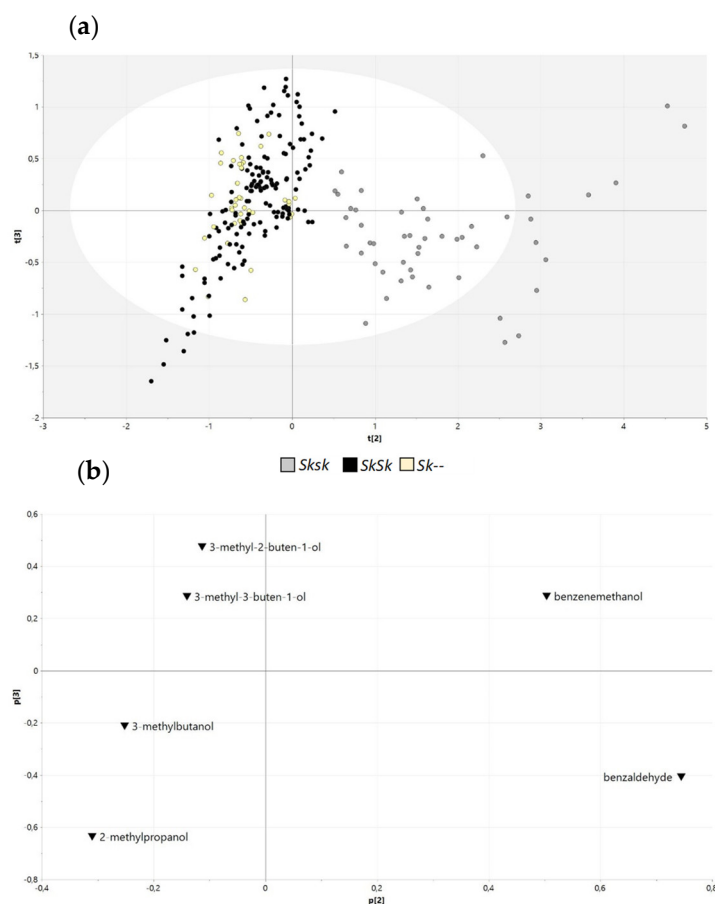 (a)
1,5
1
0,5
0
-0,5
-1
-1,5
-2
t[3]
-3 -2 -1 0 1 2 3 4 5
t[2]
Sksk SkSk Sk--
(b)
0,6
0,4
0,2
0
-0,2
-0,4
-0,6
-0,8
p[3]
3-methyl-2-buten-1-ol
3-methyl-3-buten-1-ol
benzenemethanol
3-methylbutanol
benzaldehyde
2-methylpropanol
-0,4 -0,2 0 0,2 0,4 0,6 0,8
p[2]